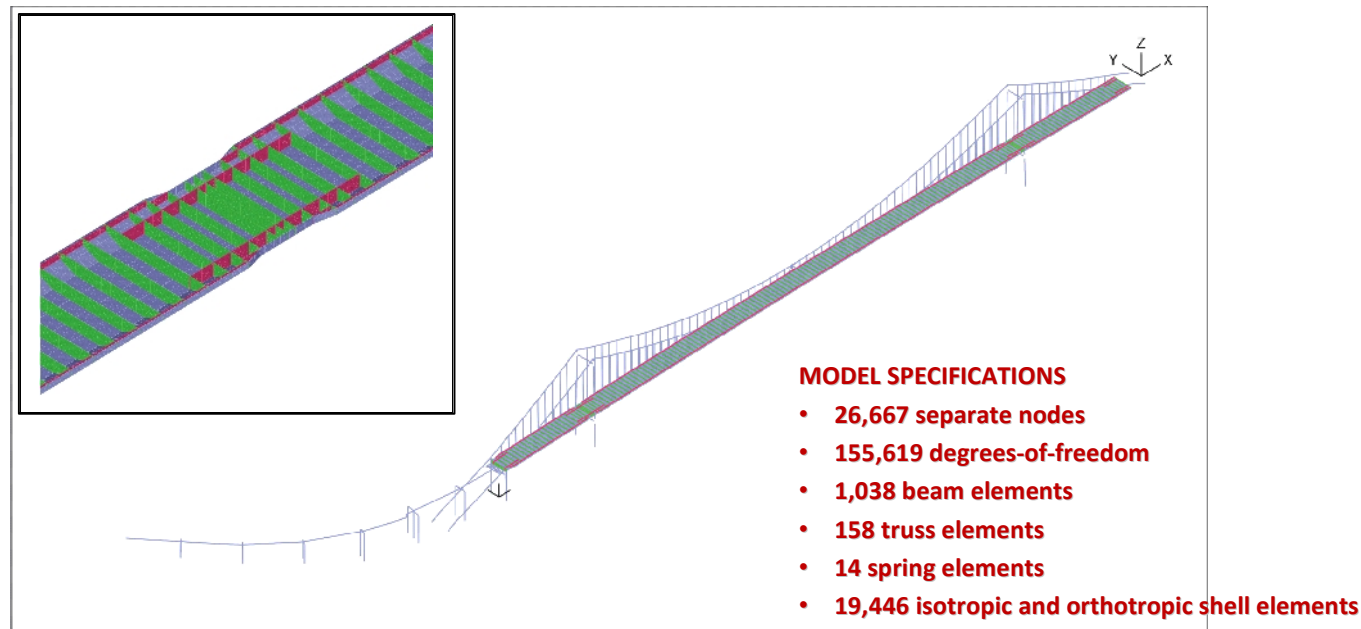 Z
Y
X
MODEL SPECIFICATIONS
• 26,667 separate nodes
• 155,619 degrees-of-freedom
• 1,038 beam elements
• 158 truss elements
• 14 spring elements
• 19,446 isotropic and orthotropic shell elements